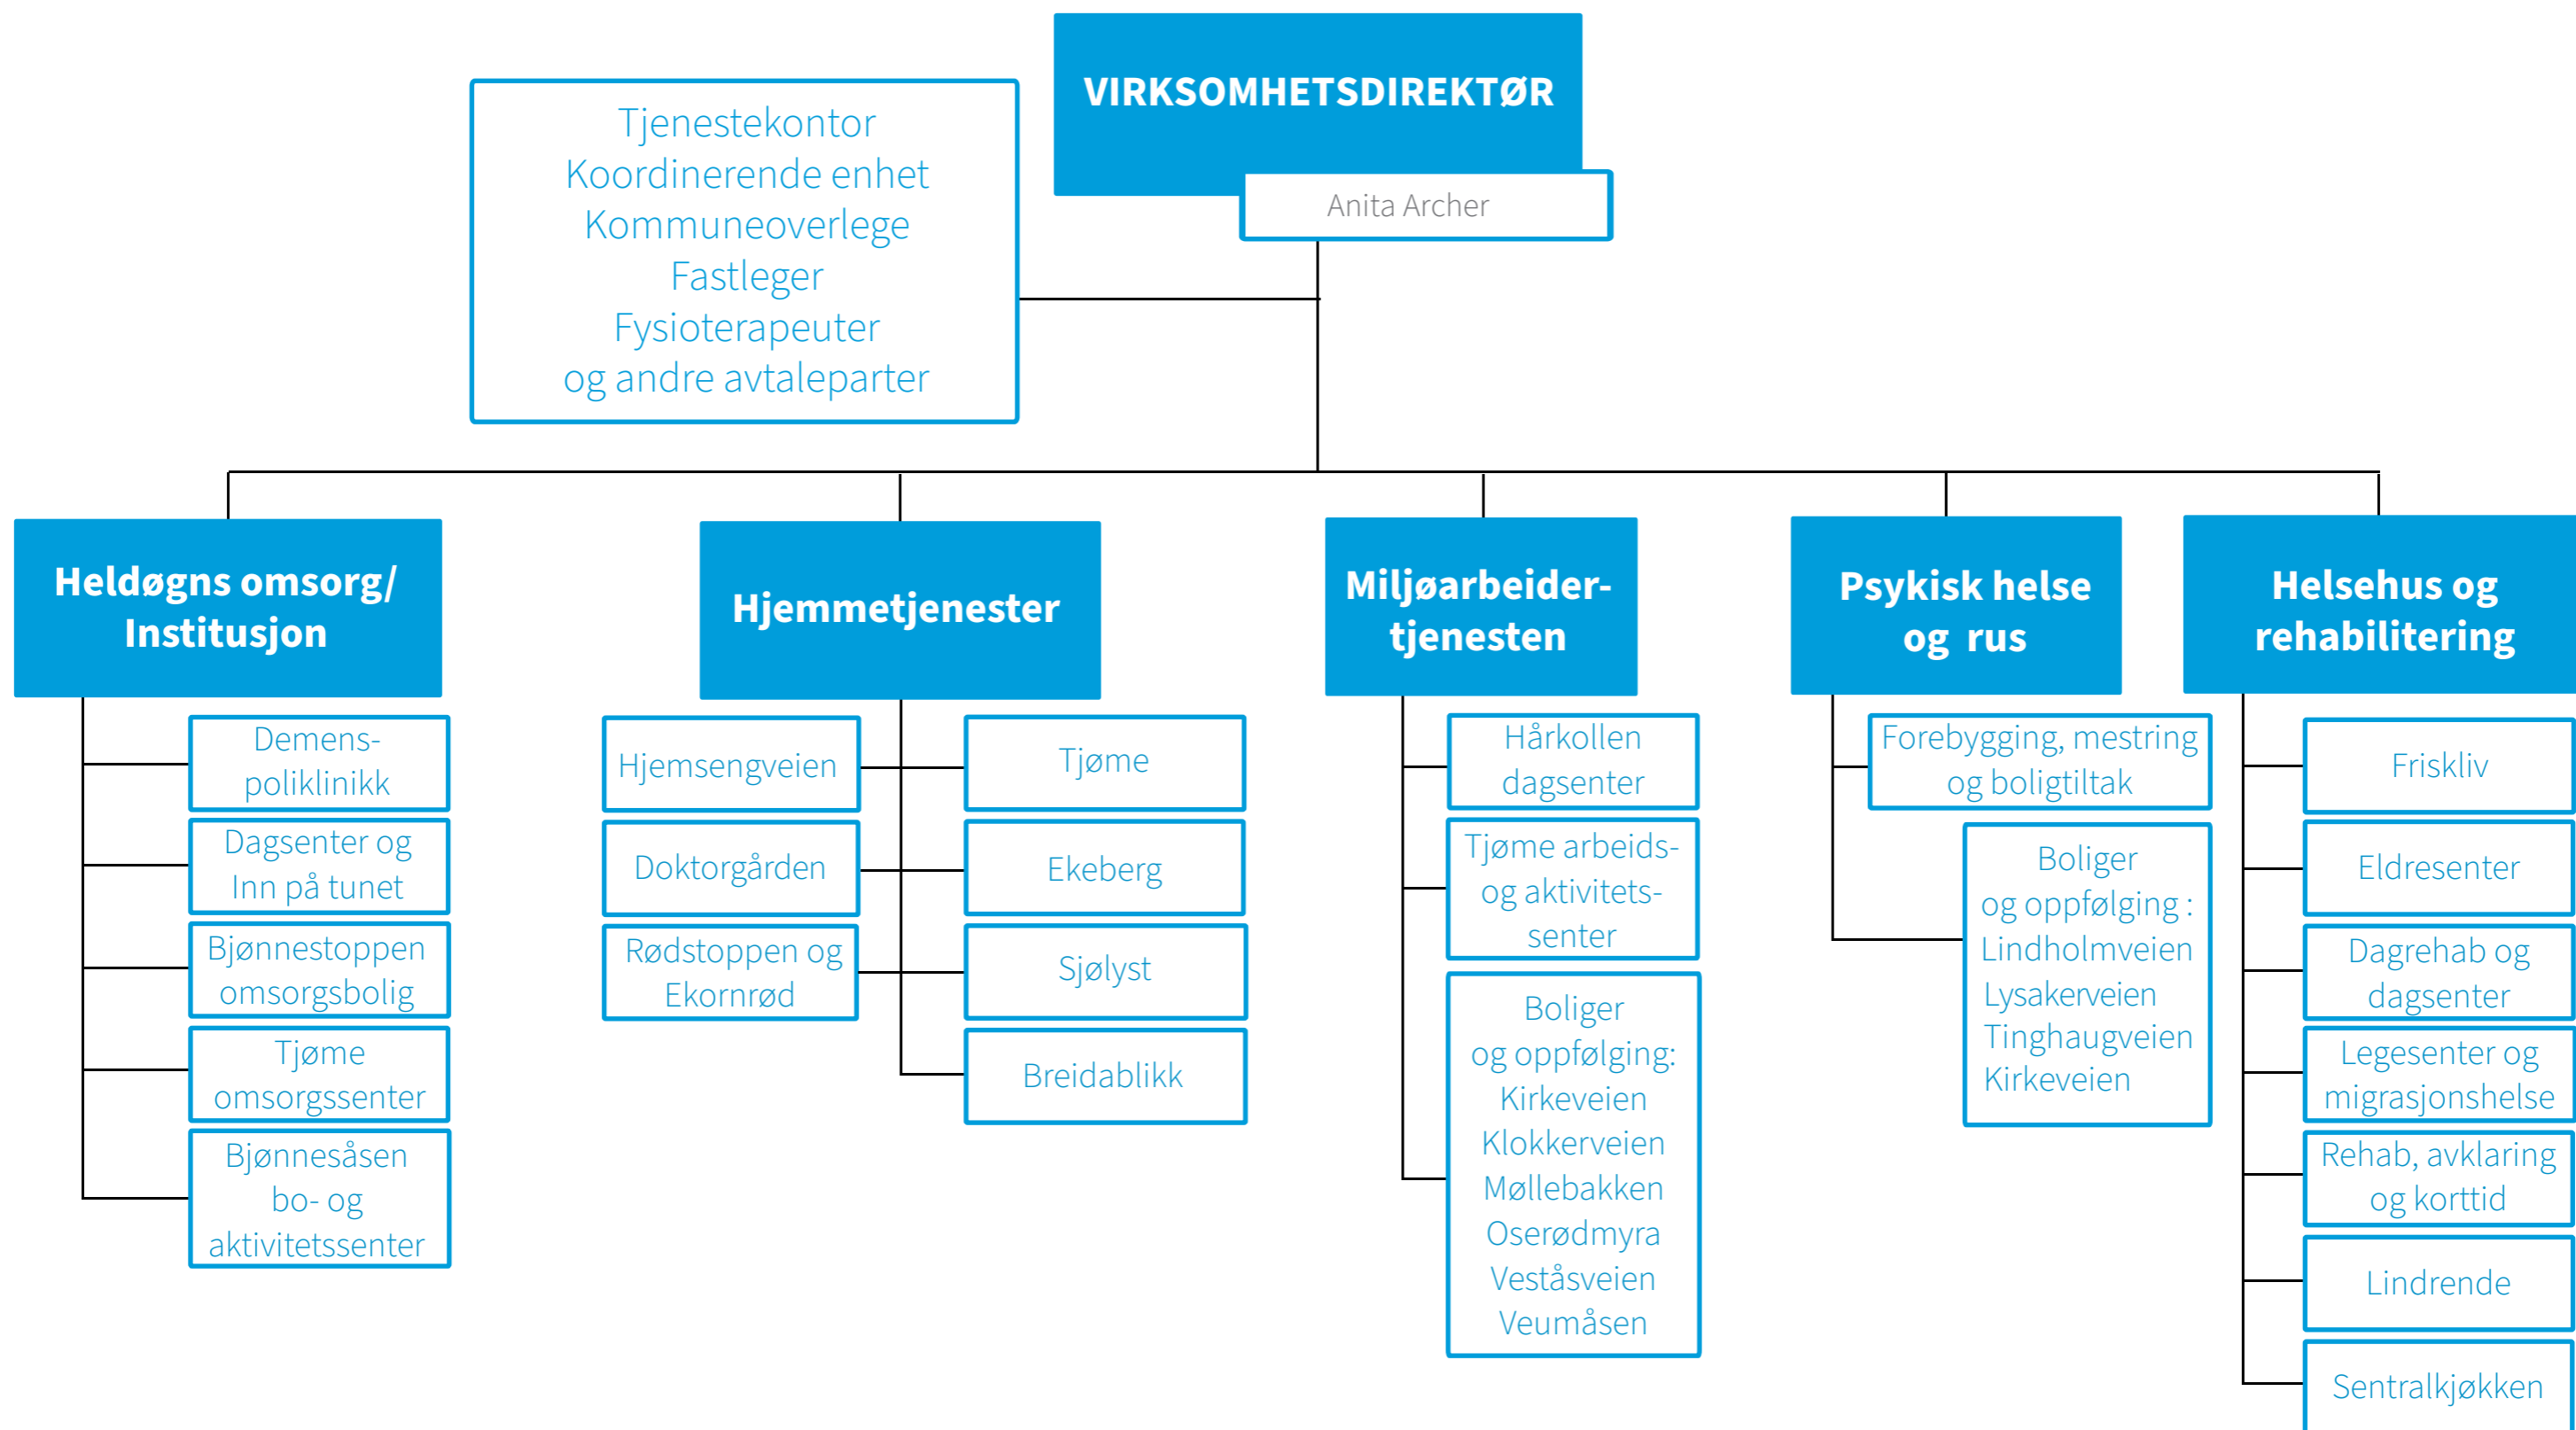 VIRKSOMHETSDIREKTØR
Anita Archer
Tjenestekontor
Koordinerende enhet
Kommuneoverlege
Fastleger
Fysioterapeuter
og andre avtaleparter
Heldøgns omsorg/
Institusjon
Demens-
poliklinikk
Dagsenter og
Inn på tunet
Bjønnestoppen
omsorgsbolig
Tjøme
omsorgssenter
Bjønnesåsen
bo- og
aktivitetssenter
Hjemmetjenester
Hjemsengveien
Doktorgården
Rødstoppen og
Ekornrød
Tjøme
Ekeberg
Sjølyst
Breidablikk
Miljøarbeider-
tjenesten
Hårkollen
dagsenter
Tjøme arbeids-
og aktivitets-
senter
Boliger
og oppfølging:
Kirkeveien
Klokkerveien
Møllebakken
Oserødmyra
Veståsveien
Veumåsen
Psykisk helse
og rus
Forebygging, mestring
og boligtiltak
Boliger
og oppfølging :
Lindholmveien
Lysakerveien
Tinghaugveien
Kirkeveien
Helsehus og
rehabilitering
Friskliv
Eldresenter
Dagrehab og
dagsenter
Legesenter og
migrasjonshelse
Rehab, avklaring
og korttid
Lindrende
Sentralkjøkken